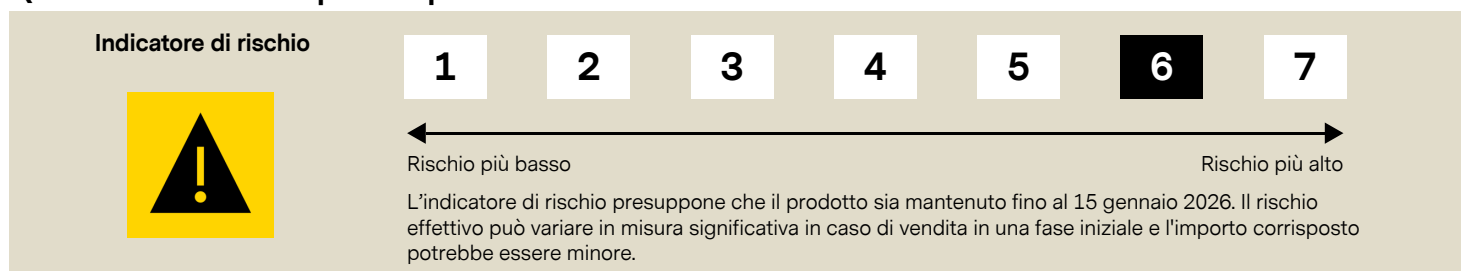 Indicatore di rischio
1 2 3 4 5 6 7
Rischio più basso Rischio più alto
L'indicatore di rischio presuppone che il prodotto sia mantenuto fino al 15 gennaio 2026. Il rischio
effettivo può variare in misura significativa in caso di vendita in una fase iniziale e l'importo corrisposto
potrebbe essere minore.